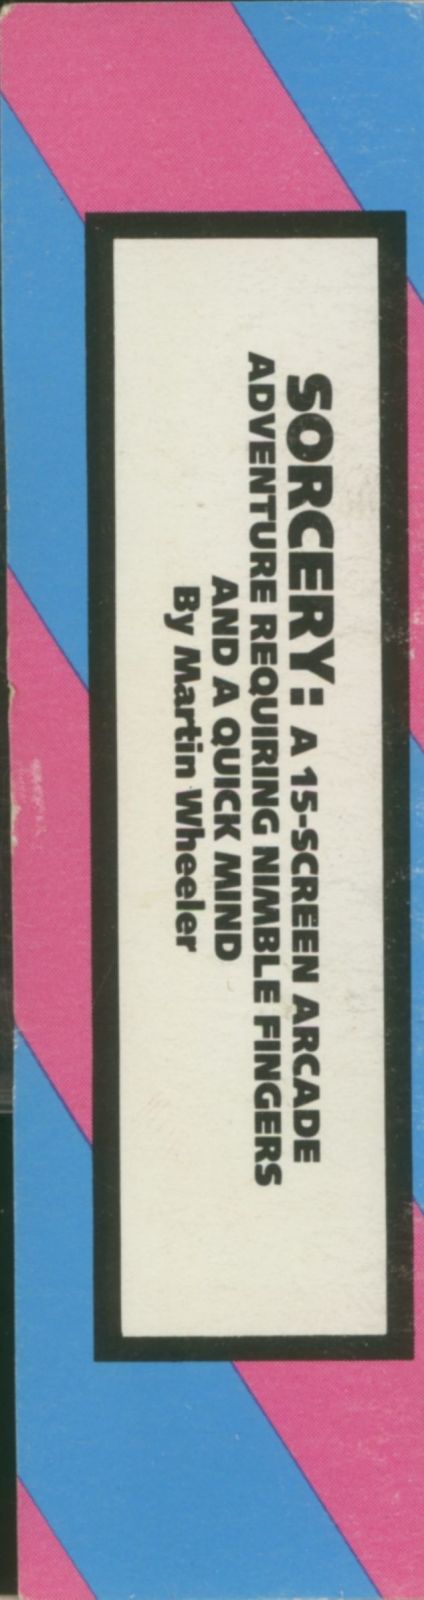 SORCERY: A 15-SCREEN ARCADE
ADVENTURE REQUIRING NIMBLE FINGERS
AND A QUICK MIND
By Martin Wheeler